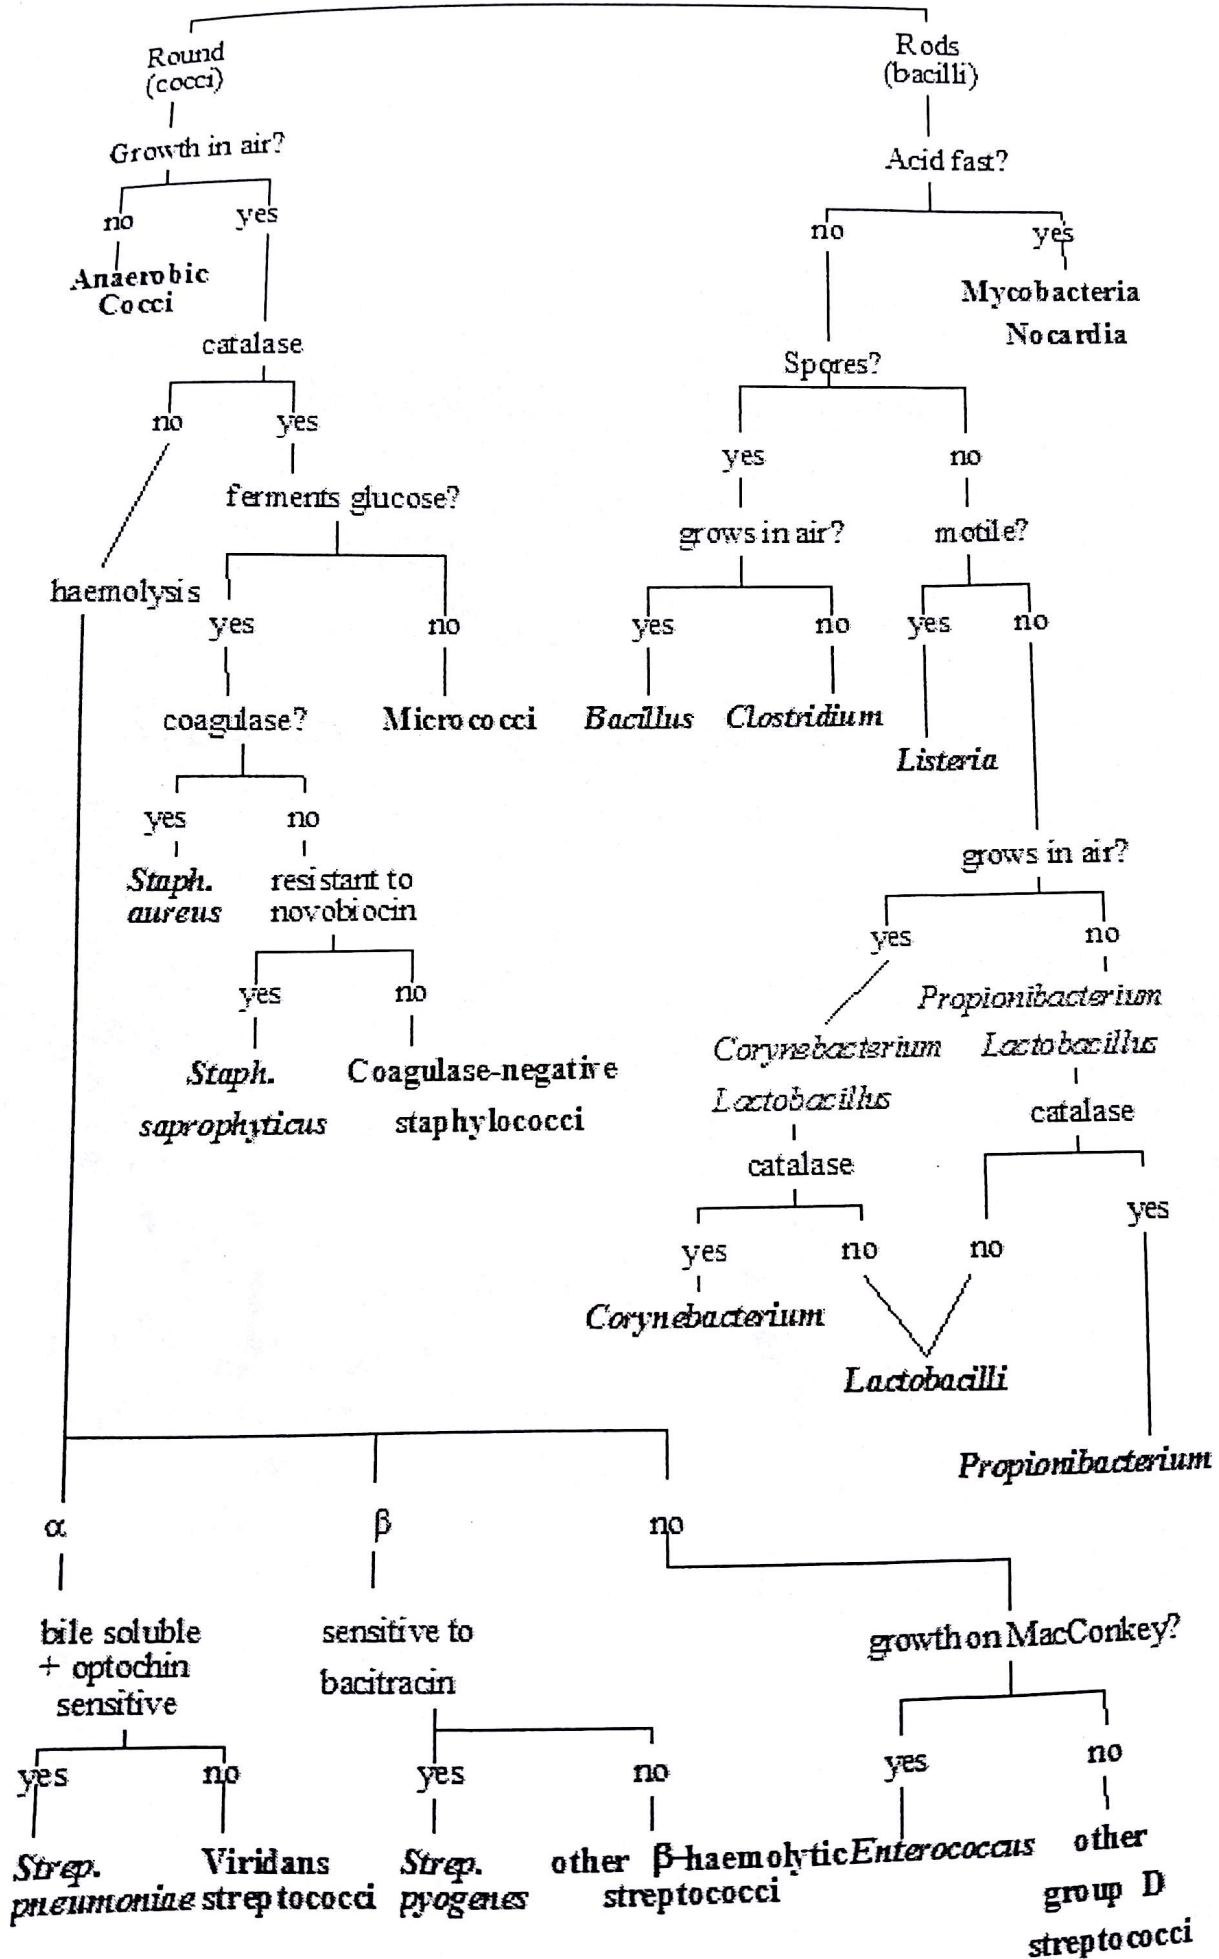 Round
(cocci)
Rods
(bacilli)
Growth in air?
Acid fast?
no
yes
no
yes
Anaerobic
Cocci
Mycobacteria
Nocardia
catalase
Spores?
no
yes
yes
no
ferments glucose?
grows in air?
motile?
haemolysis
yes
no
yes
no
yes
no
coagulase?
Micrococci
Bacillus
Clostridium
Listeria
yes
no
grows in air?
Staph.
aureus
resistant to
novobiocin
yes
no
yes
no
Propionibacterium
Lactobacillus
Corynebacterium
Lactobacillus
Staph.
saprophyticus
Coagulase-negative
staphylococci
catalase
catalase
yes
no
no
yes
Corynebacterium
Lactobacilli
Propionibacterium
α
β
no
bile soluble
+ optochin
sensitive
sensitive to
bacitracin
growth on MacConkey?
yes
no
yes
no
yes
no
Strep.
pneumoniae
Viridans
streptococci
Strep.
pyogenes
other β-haemolytic
streptococci
Enterococcus
other
group D
streptococci